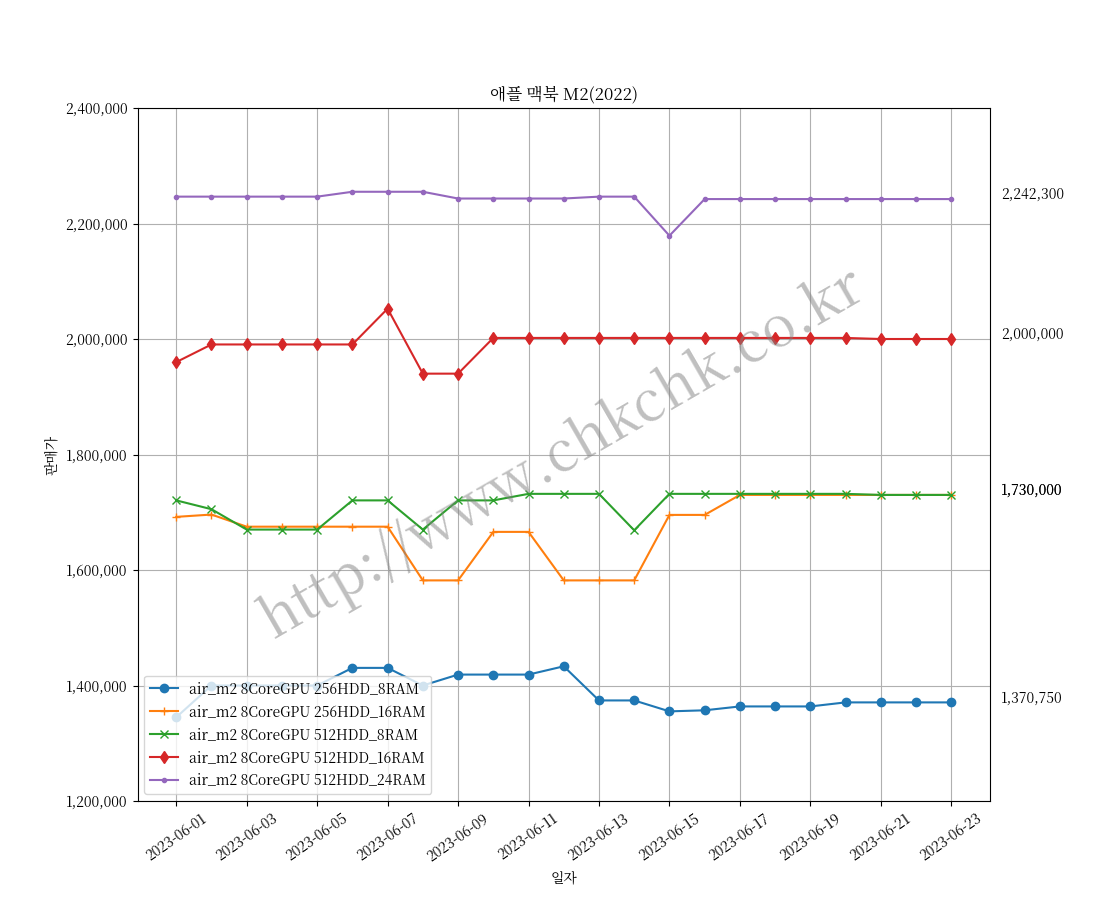 애플 맥북 M2(2022)
2,400,000
2,200,000
2,000,000
1,800,000
1,600,000
1,400,000
1,200,000
판매가
2,242,300
2,000,000
1,730,000
1,370,750
http://www.chkchk.co.kr
air_m2 8CoreGPU 256HDD_8RAM
air_m2 8CoreGPU 256HDD_16RAM
air_m2 8CoreGPU 512HDD_8RAM
air_m2 8CoreGPU 512HDD_16RAM
air_m2 8CoreGPU 512HDD_24RAM
2023-06-01
2023-06-03
2023-06-05
2023-06-07
2023-06-09
2023-06-11
2023-06-13
2023-06-15
2023-06-17
2023-06-19
2023-06-21
2023-06-23
일자